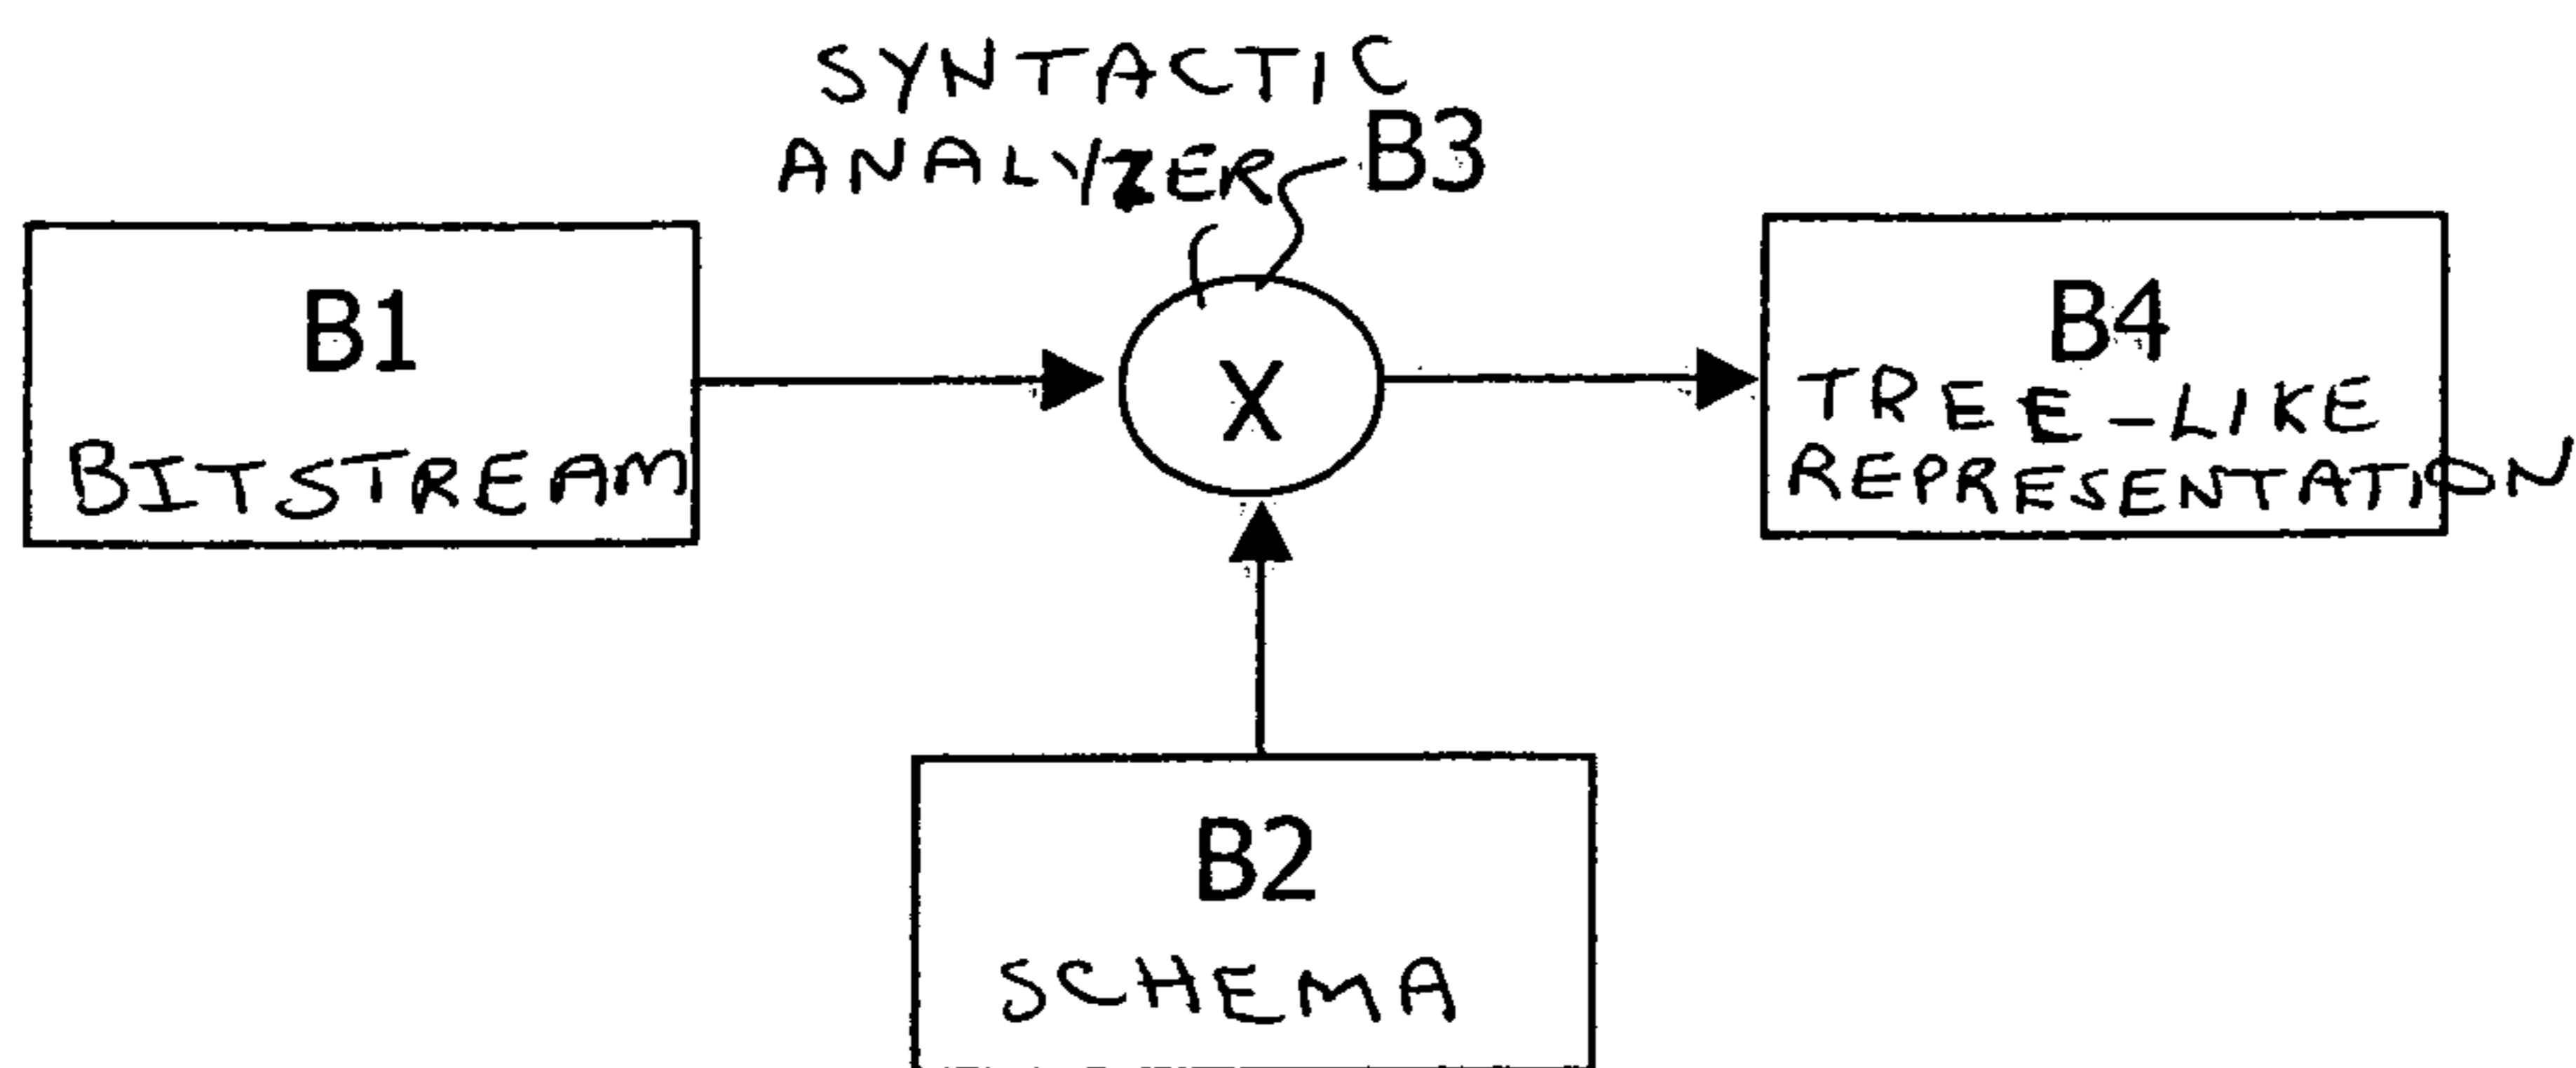 SYNTACTIC
ANALYZER
B3
B1
BITSTREAM
X
B4
TREE-LIKE
REPRESENTATION
B2
SCHEMA